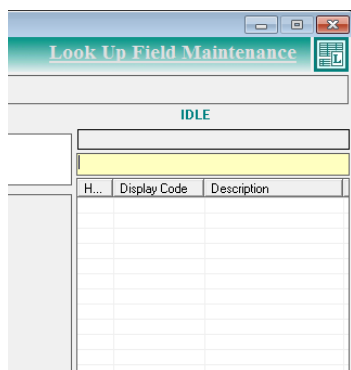 Look Up Field Maintenance
L
IDLE
H... Display Code Description